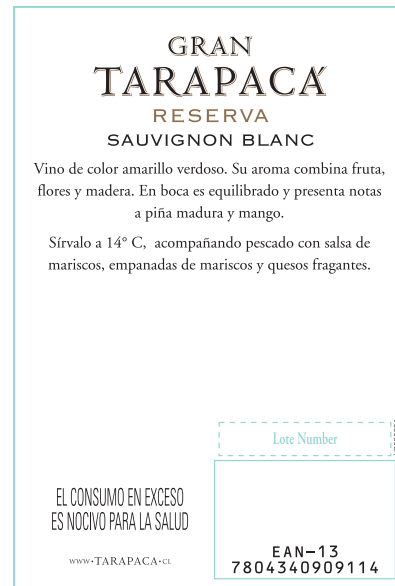 GRAN
TARAPACÁ
RESERVA
SAUVIGNON BLANC
Vino de color amarillo verdoso. Su aroma combina fruta,
flores y madera. En boca es equilibrado y presenta notas
a piña madura y mango.
Sírvalo a 14° C, acompañando pescado con salsa de
mariscos, empanadas de mariscos y quesos fragantes.
Lote Number
EL CONSUMO EN EXCESO
ES NOCIVO PARA LA SALUD
WWW·TARAPACA·CL
EAN-13
7804340909114